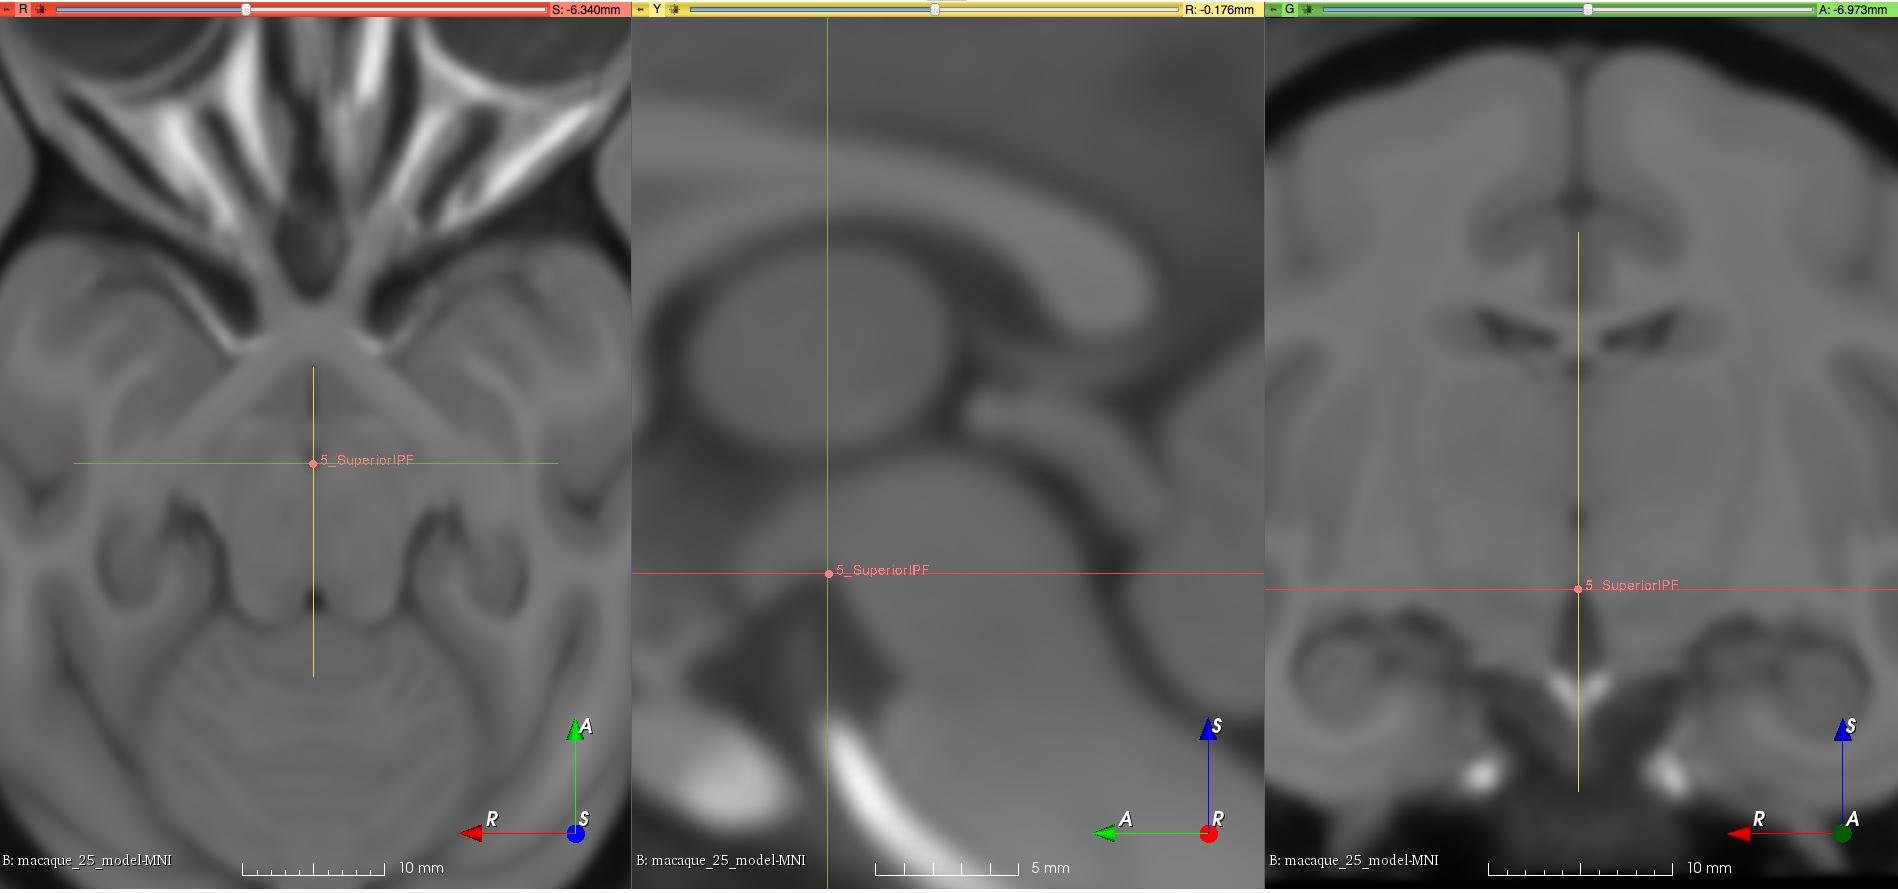 R S: -6.340mm
Y R: -0.176mm
G A: -6.973mm
5_SuperiorIPF
A
R
S
B: macaque_25_model-MNI
10 mm
5_SuperiorIPF
S
A
R
B: macaque_25_model-MNI
5 mm
5_SuperiorIPF
S
R
A
B: macaque_25_model-MNI
10 mm